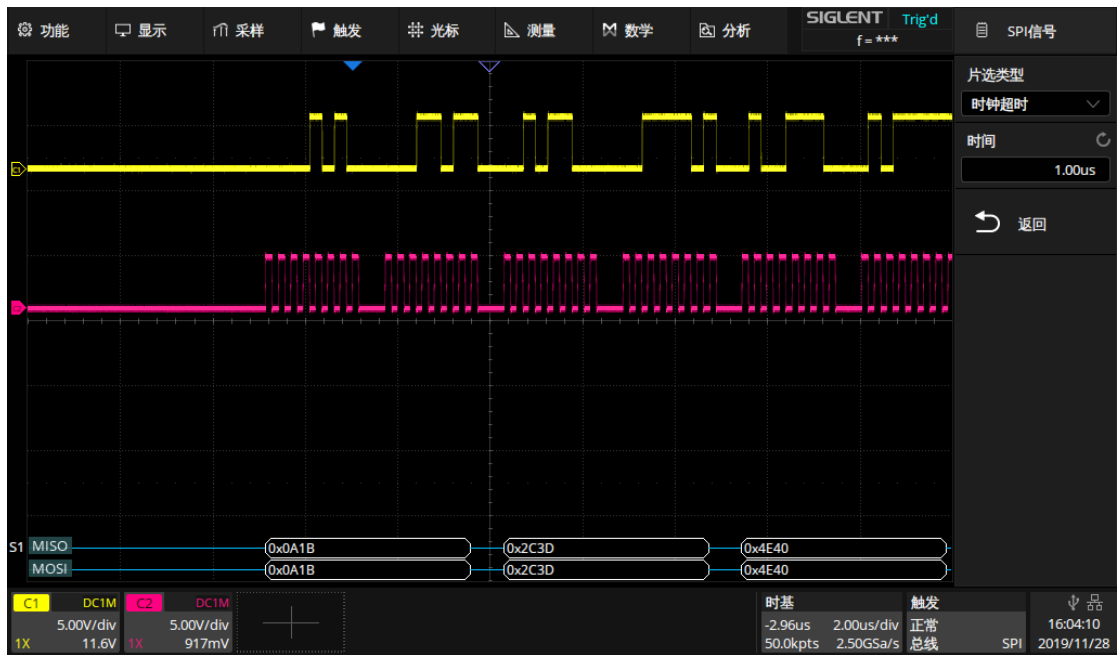 功能 显示 采样 触发 光标 测量 数学 分析 SIGLENT Trig'd
f = ***
SPI信号
片选类型
时钟超时
时间
1.00us
返回
C1
C2
S1 MISO 0x0A1B 0x2C3D 0x4E40
MOSI 0x0A1B 0x2C3D 0x4E40
C1 DC1M C2 DC1M 时基 触发
5.00V/div 5.00V/div -2.96us 2.00us/div 正常 16:04:10
1X 11.6V 1X 917mV 50.0kpts 2.50GSa/s 总线 SPI 2019/11/28